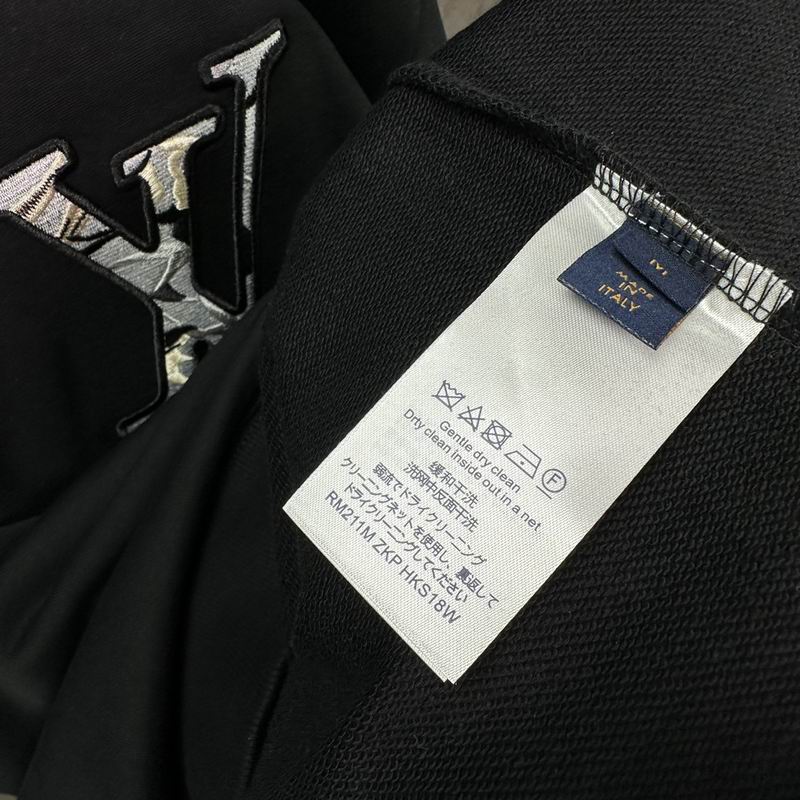 LV
IYI
MADE
IN
ITALY
F
Gentle dry clean
Drty clean inside out in a net
缓和干洗
洗网中反面干洗
弱流でドライクリーニング
クリーニングネットを使用し、裏返して
ドライクリーニングしてください
RM211M ZKP HKS18W